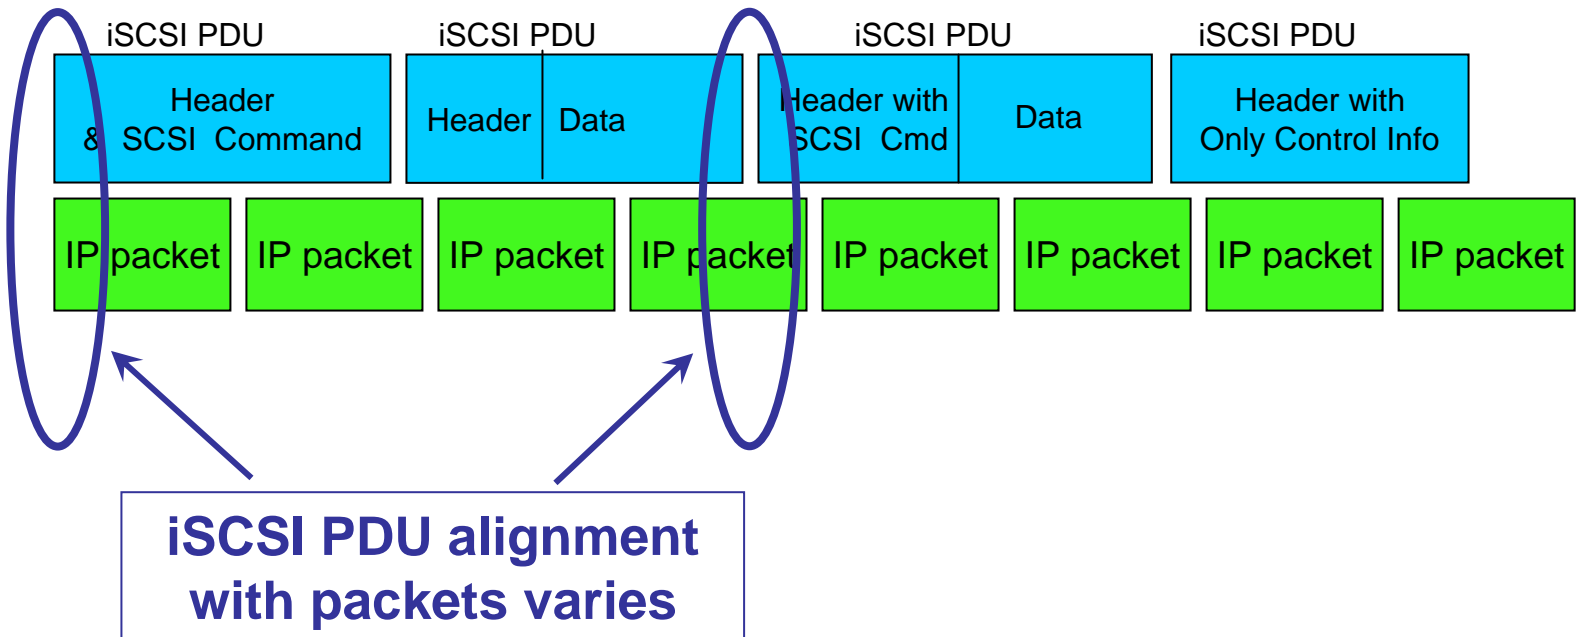 iSCSI PDU
iSCSI PDU
iSCSI PDU
iSCSI PDU
Header
& SCSI Command
Header
Data
Header with
SCSI Cmd
Data
Header with
Only Control Info
IP packet
IP packet
IP packet
IP packet
IP packet
IP packet
IP packet
IP packet
iSCSI PDU alignment
with packets varies